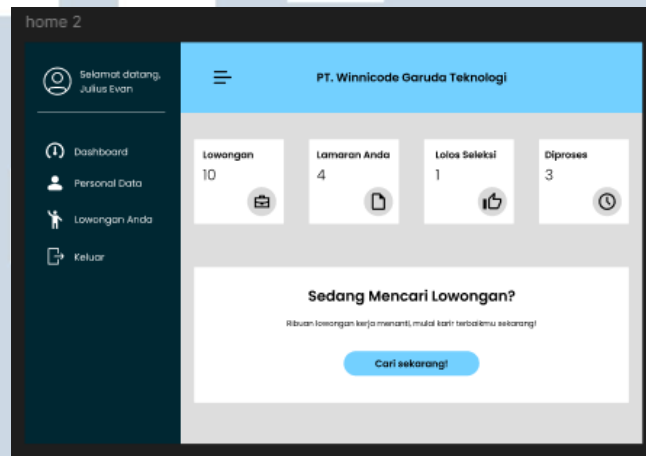 home 2
Selamat datang,
Julius Evan
PT. Winnicode Garuda Teknologi
Dashboard
Personal Data
Lowongan Anda
Keluar
Lowongan
10
Lamaran Anda
4
Lolos Seleksi
1
Diproses
3
Sedang Mencari Lowongan?
Ribuan lowongan kerja menanti, mulai karir terbaikmu sekarang!
Cari sekarang!